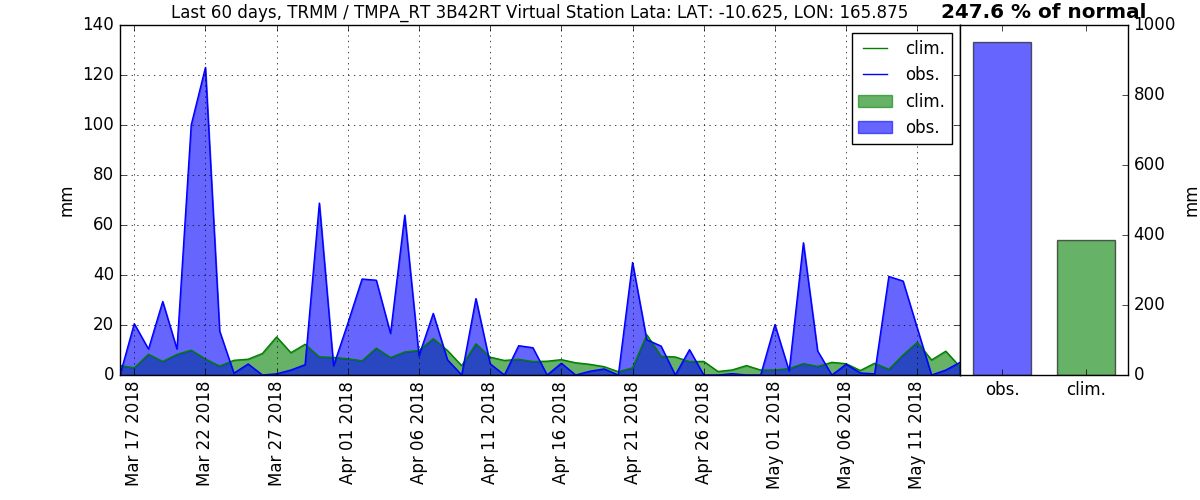 Last 60 days, TRMM / TMPA_RT 3B42RT Virtual Station Lata: LAT: -10.625, LON: 165.875
247.6 % of normal
140
120
100
80
60
40
20
0
mm
clim.
obs.
clim.
obs.
1000
800
600
400
200
0
mm
obs.
clim.
Mar 17 2018
Mar 22 2018
Mar 27 2018
Apr 01 2018
Apr 06 2018
Apr 11 2018
Apr 16 2018
Apr 21 2018
Apr 26 2018
May 01 2018
May 06 2018
May 11 2018